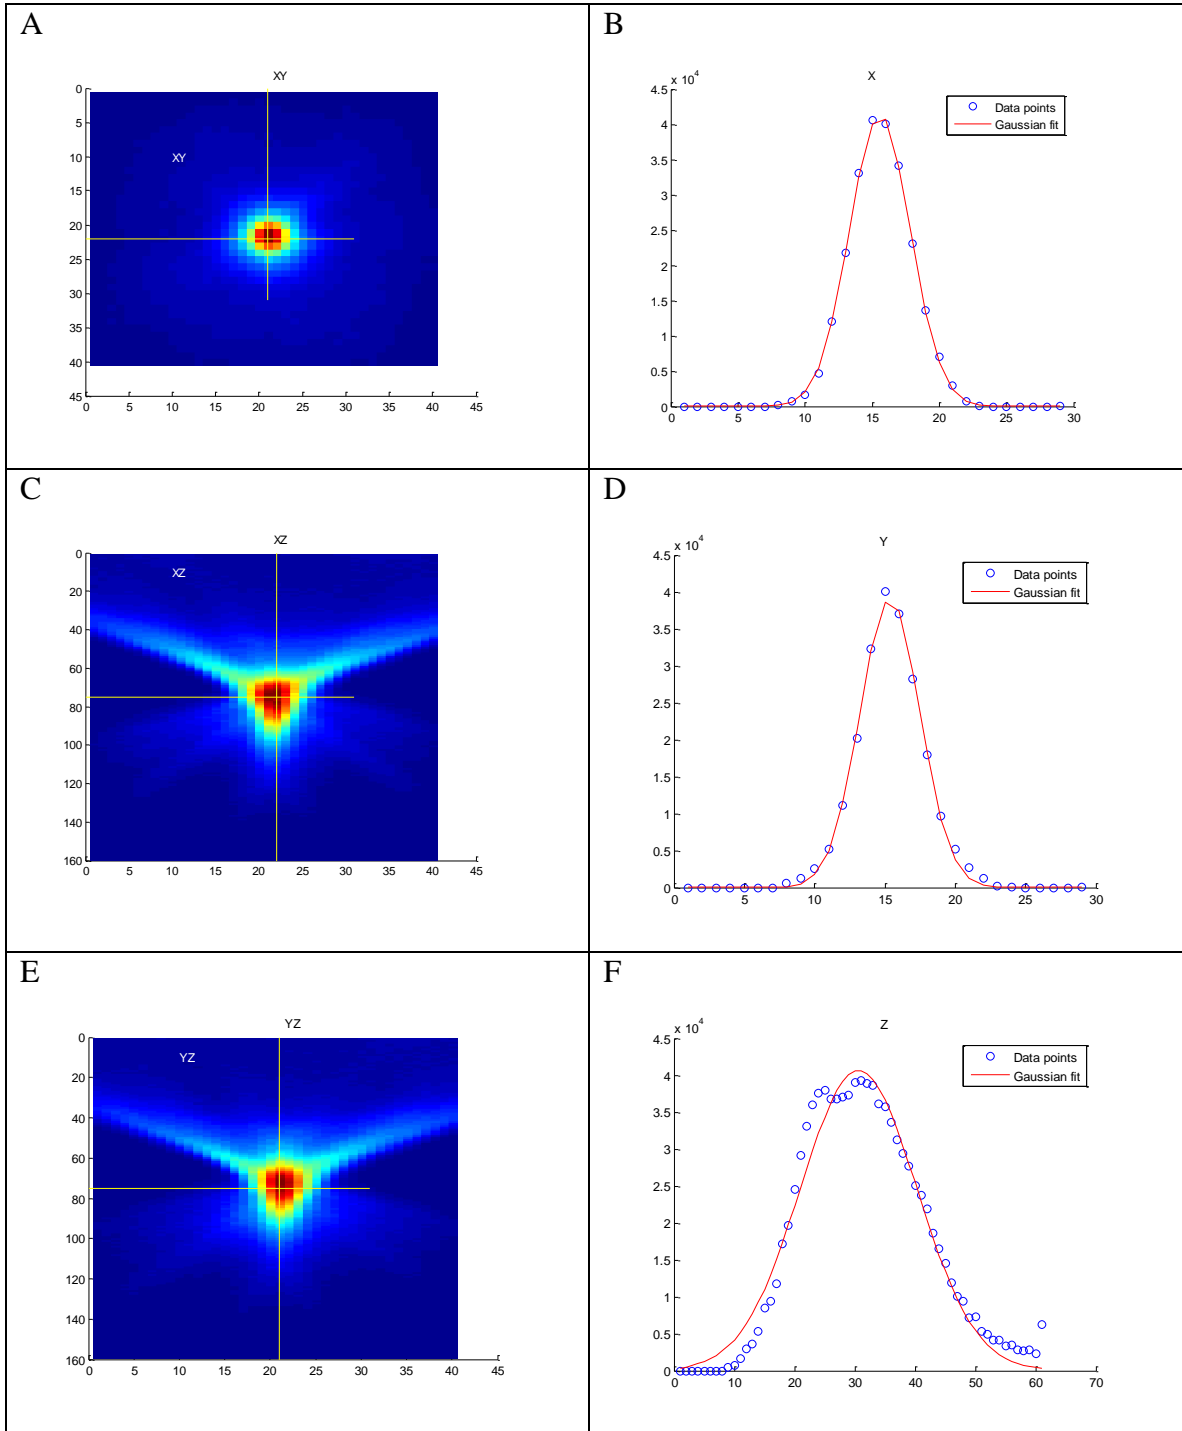 A
XY
0
5
10
15
20
25
30
35
40
45
XY
0 5 10 15 20 25 30 35 40 45
B
X
x 10^4
4.5
4
3.5
3
2.5
2
1.5
1
0.5
0
0 5 10 15 20 25 30
Data points
Gaussian fit
C
XZ
0
20
40
60
80
100
120
140
160
XZ
0 5 10 15 20 25 30 35 40 45
D
Y
x 10^4
4.5
4
3.5
3
2.5
2
1.5
1
0.5
0
0 5 10 15 20 25 30
Data points
Gaussian fit
E
YZ
0
20
40
60
80
100
120
140
160
YZ
0 5 10 15 20 25 30 35 40 45
F
Z
x 10^4
4.5
4
3.5
3
2.5
2
1.5
1
0.5
0
0 10 20 30 40 50 60 70
Data points
Gaussian fit